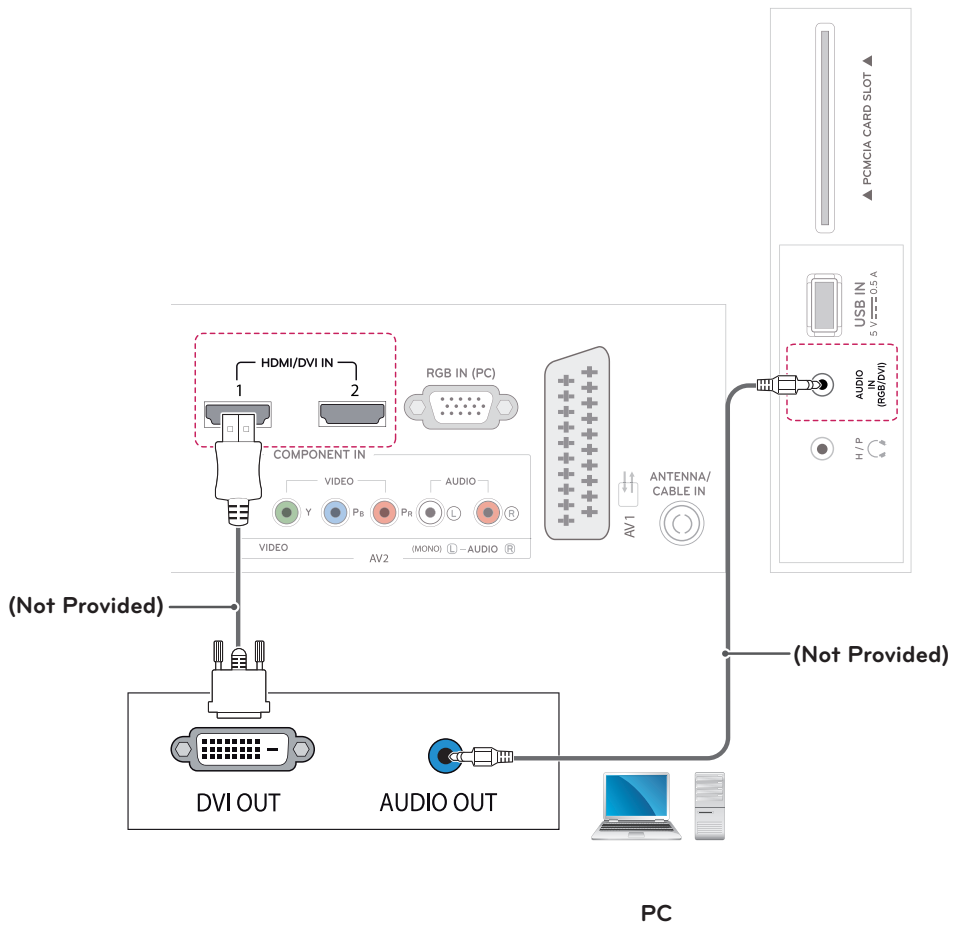 ▲ PCMCIA CARD SLOT ▲
USB IN
5 V 0.5 A
AUDIO
IN
(RGB/DVI)
H / P
HDMI/DVI IN
1
2
RGB IN (PC)
COMPONENT IN
VIDEO
AUDIO
Y
PB
PR
L
R
VIDEO
AV2
(MONO) L – AUDIO R
AV 1
ANTENNA/
CABLE IN
(Not Provided)
(Not Provided)
DVI OUT
AUDIO OUT
PC